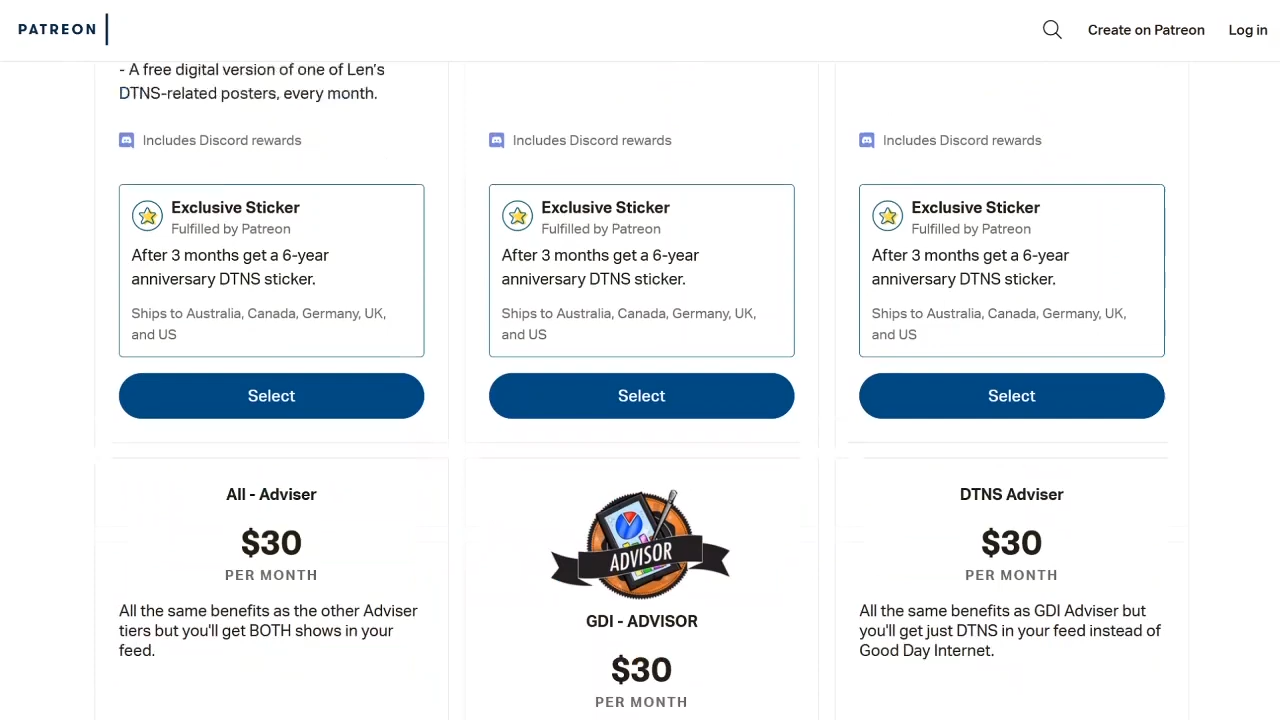 PATREON
Create on Patreon
Log in
- A free digital version of one of Len's
DTNS-related posters, every month.
Includes Discord rewards
Exclusive Sticker
Fulfilled by Patreon
After 3 months get a 6-year
anniversary DTNS sticker.
Ships to Australia, Canada, Germany, UK,
and US
Select
Includes Discord rewards
Exclusive Sticker
Fulfilled by Patreon
After 3 months get a 6-year
anniversary DTNS sticker.
Ships to Australia, Canada, Germany, UK,
and US
Select
Includes Discord rewards
Exclusive Sticker
Fulfilled by Patreon
After 3 months get a 6-year
anniversary DTNS sticker.
Ships to Australia, Canada, Germany, UK,
and US
Select
All - Adviser
$30
PER MONTH
All the same benefits as the other Adviser
tiers but you'll get BOTH shows in your
feed.
ADVISOR
GDI - ADVISOR
$30
PER MONTH
DTNS Adviser
$30
PER MONTH
All the same benefits as GDI Adviser but
you'll get just DTNS in your feed instead of
Good Day Internet.